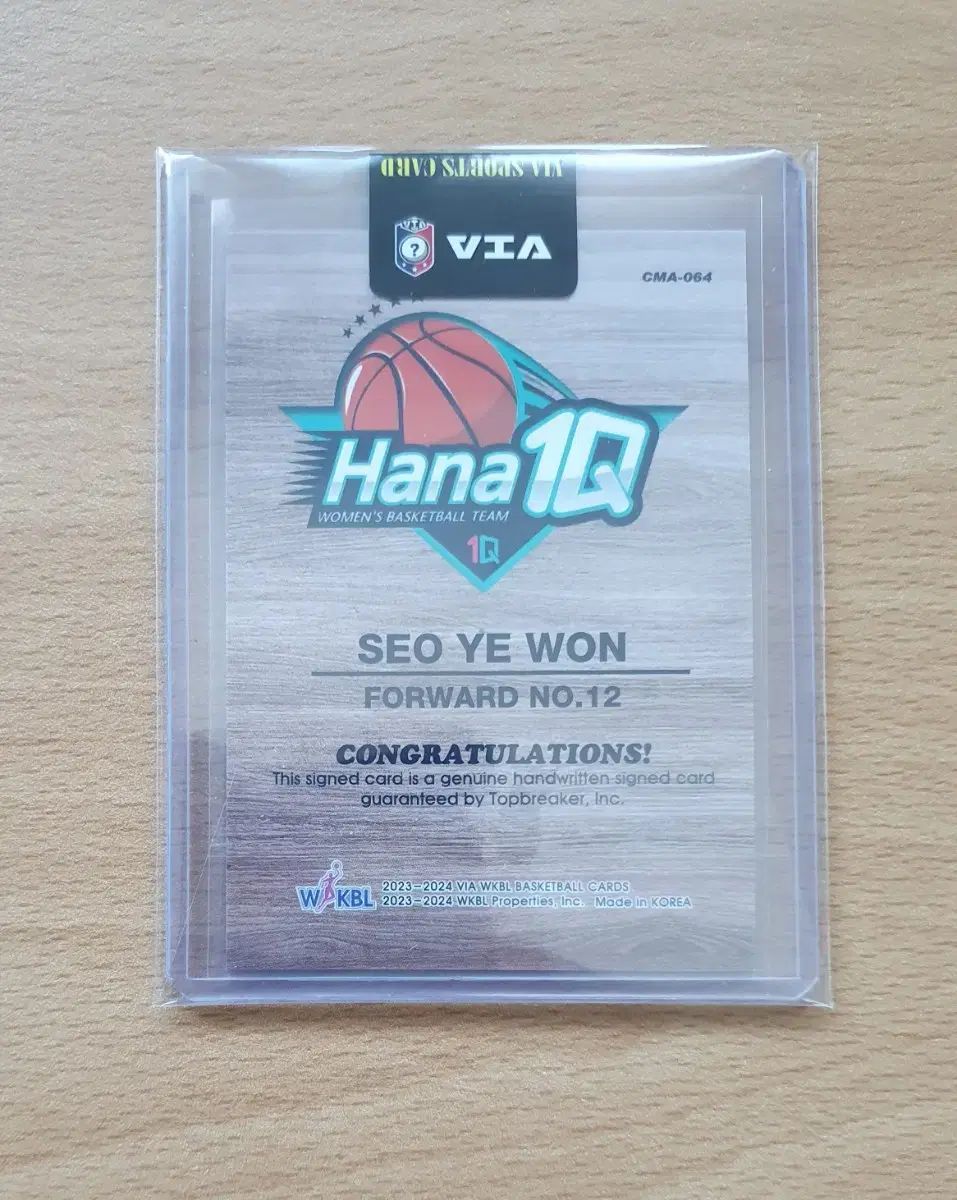 VIA SPORTS CARD
VIA
?
VIA
CMA-064
Hana 1Q
WOMEN'S BASKETBALL TEAM
1Q
SEO YE WON
FORWARD NO.12
CONGRATULATIONS!
This signed card is a genuine handwritten signed card
guaranteed by Topbreaker, Inc.
WKBL
2023-2024 VIA WKBL BASKETBALL CARDS
2023-2024 WKBL Properties, Inc. Made in KOREA